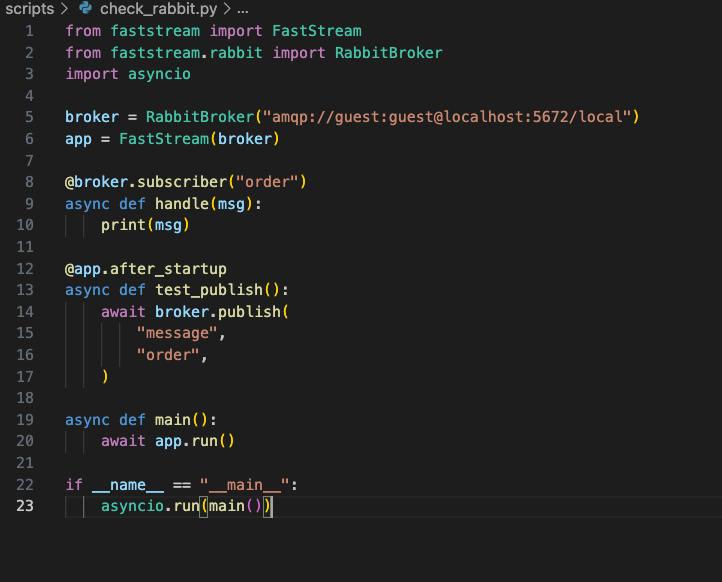 scripts > check_rabbit.py > ...
1 from faststream import FastStream
2 from faststream.rabbit import RabbitBroker
3 import asyncio
4
5 broker = RabbitBroker("amqp://guest:guest@localhost:5672/local")
6 app = FastStream(broker)
7
8 @broker.subscriber("order")
9 async def handle(msg):
10     print(msg)
11
12 @app.after_startup
13 async def test_publish():
14     await broker.publish(
15         "message",
16         "order",
17     )
18
19 async def main():
20     await app.run()
21
22 if __name__ == "__main__":
23     asyncio.run(main())